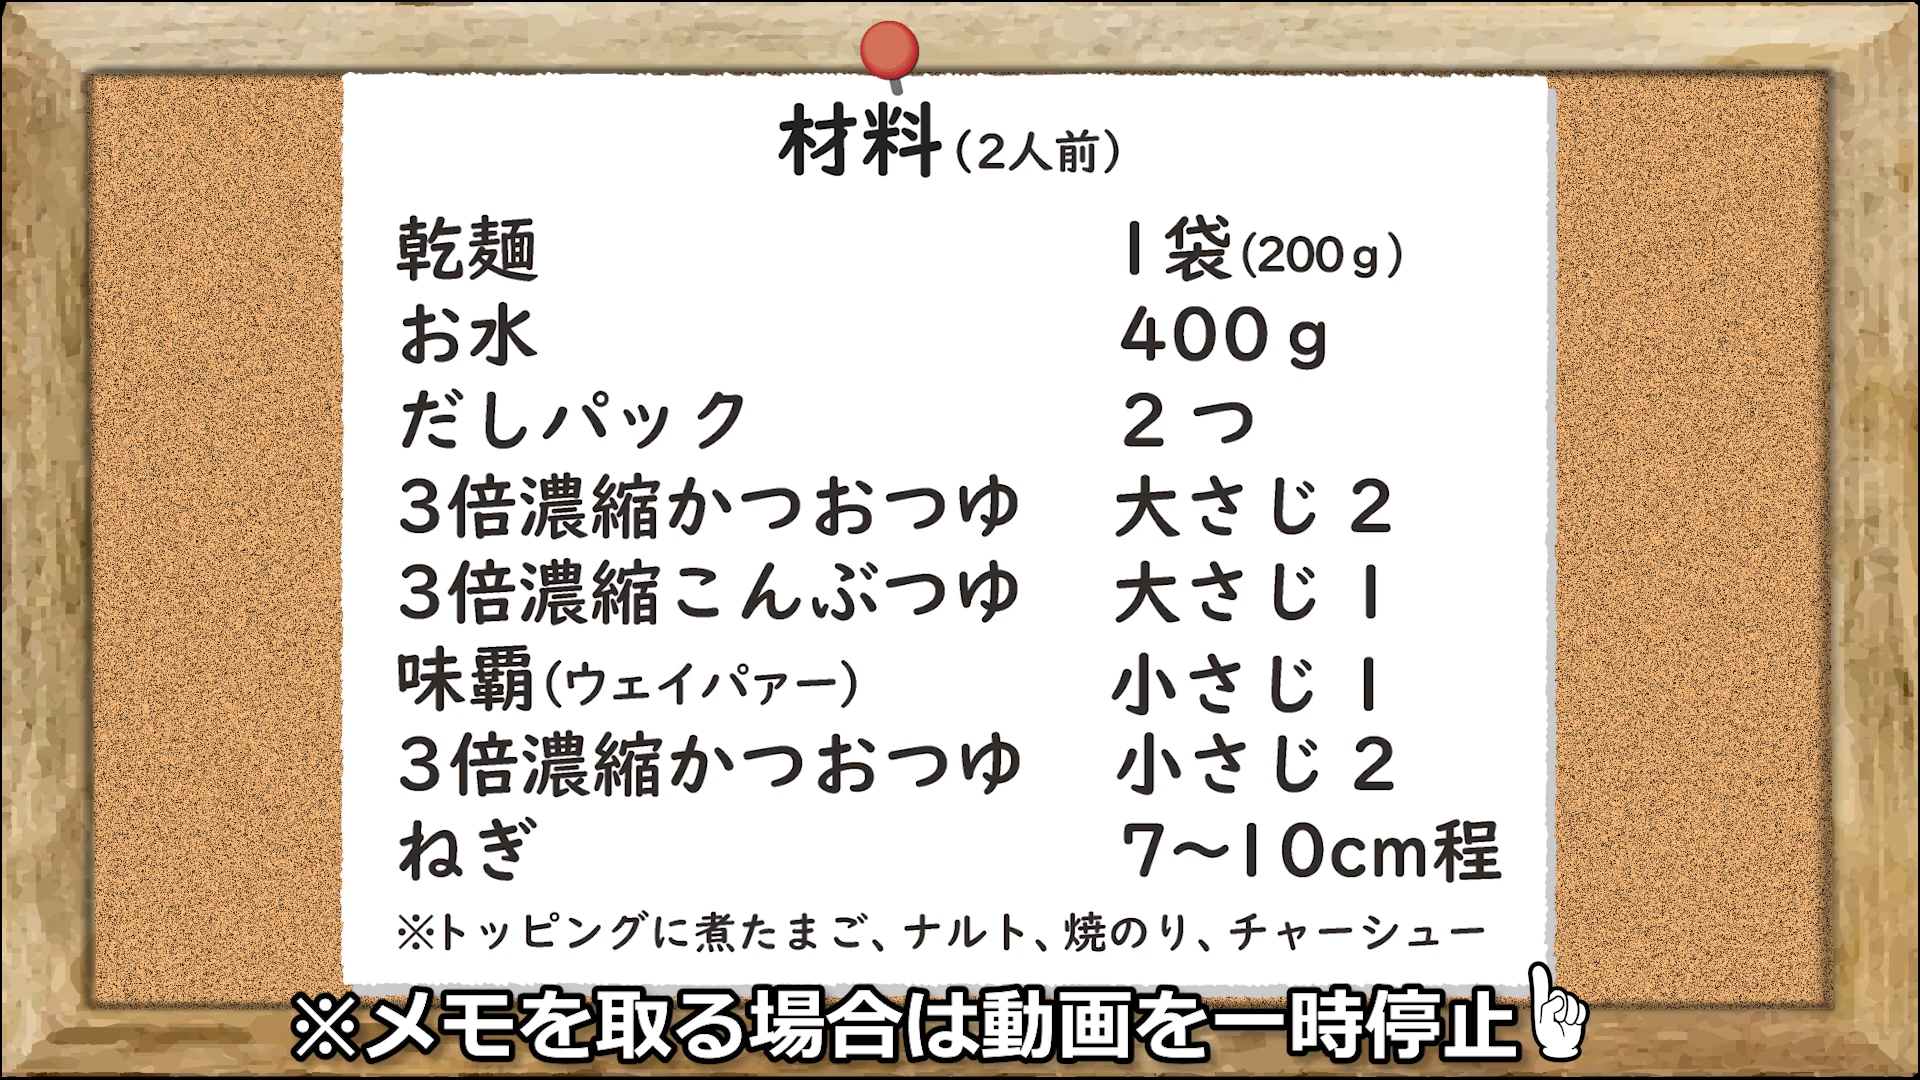 材料(2人前)
乾麺 1袋(200g)
お水 400g
だしパック 2つ
3倍濃縮かつおつゆ 大さじ2
3倍濃縮こんぶつゆ 大さじ1
味覇(ウェイパァー) 小さじ1
3倍濃縮かつおつゆ 小さじ2
ねぎ 7〜10cm程
※トッピングに煮たまご、ナルト、焼のり、チャーシュー
※メモを取る場合は動画を一時停止